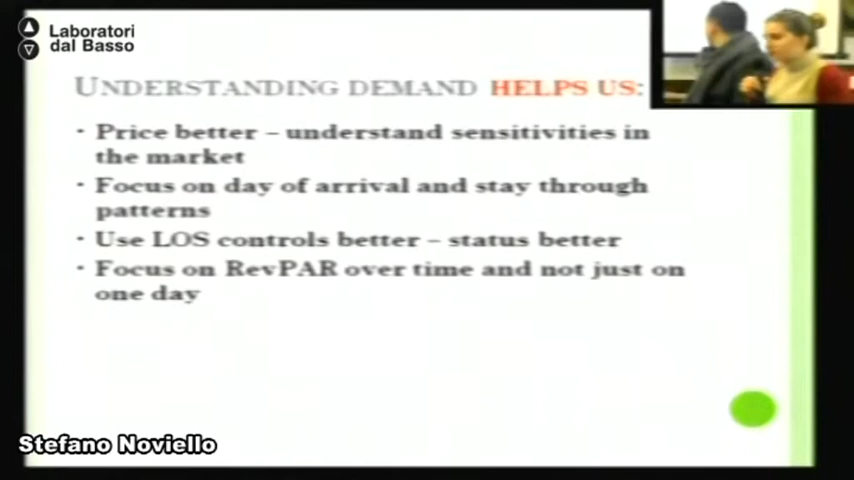 Laboratori
dal Basso
UNDERSTANDING DEMAND HELPS US:
· Price better – understand sensitivities in
the market
· Focus on day of arrival and stay through
patterns
· Use LOS controls better – status better
· Focus on RevPAR over time and not just on
one day
Stefano Noviello